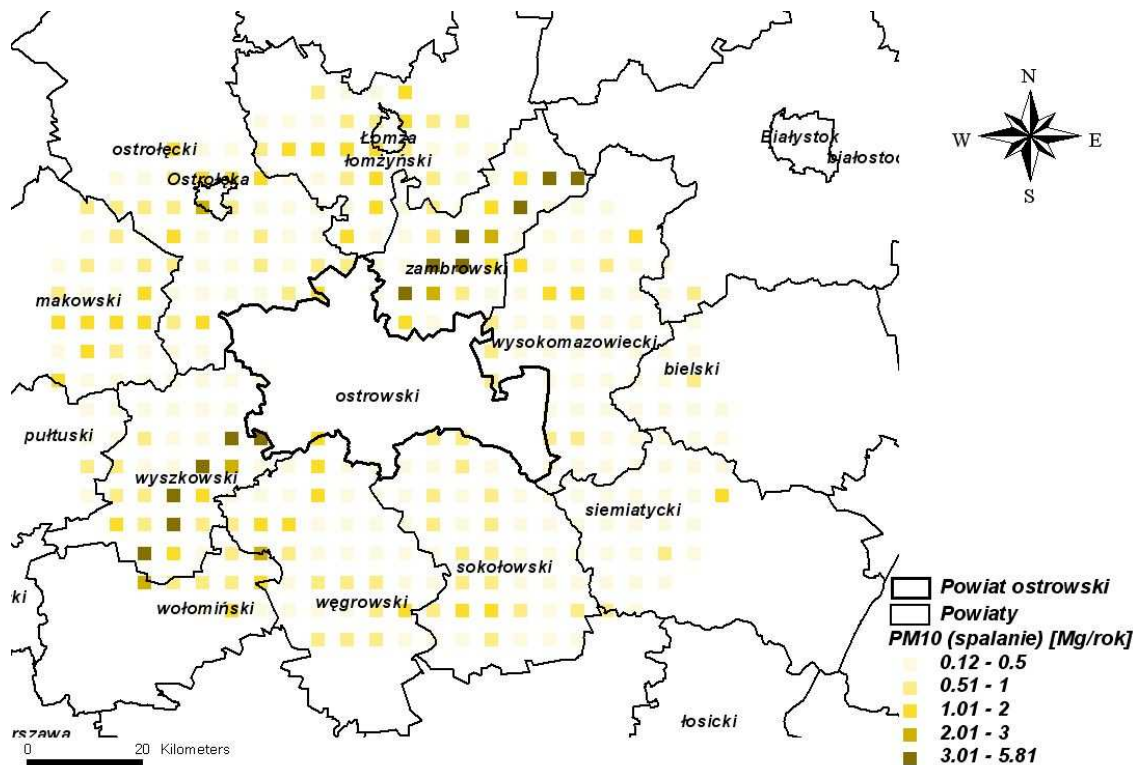 N
W E
S
Białystok
białostoc
Łomża
łomżyński
ostrołęcki
Ostrołęka
zambrowski
makowski
wysokomazowiecki
bielski
ostrowski
pułtuski
wyszkowski
siemiatycki
sokołowski
węgrowski
wołomiński
ki
łosicki
rszawa
0 20 Kilometers
Powiat ostrowski
Powiaty
PM10 (spalanie) [Mg/rok]
0.12 - 0.5
0.51 - 1
1.01 - 2
2.01 - 3
3.01 - 5.81